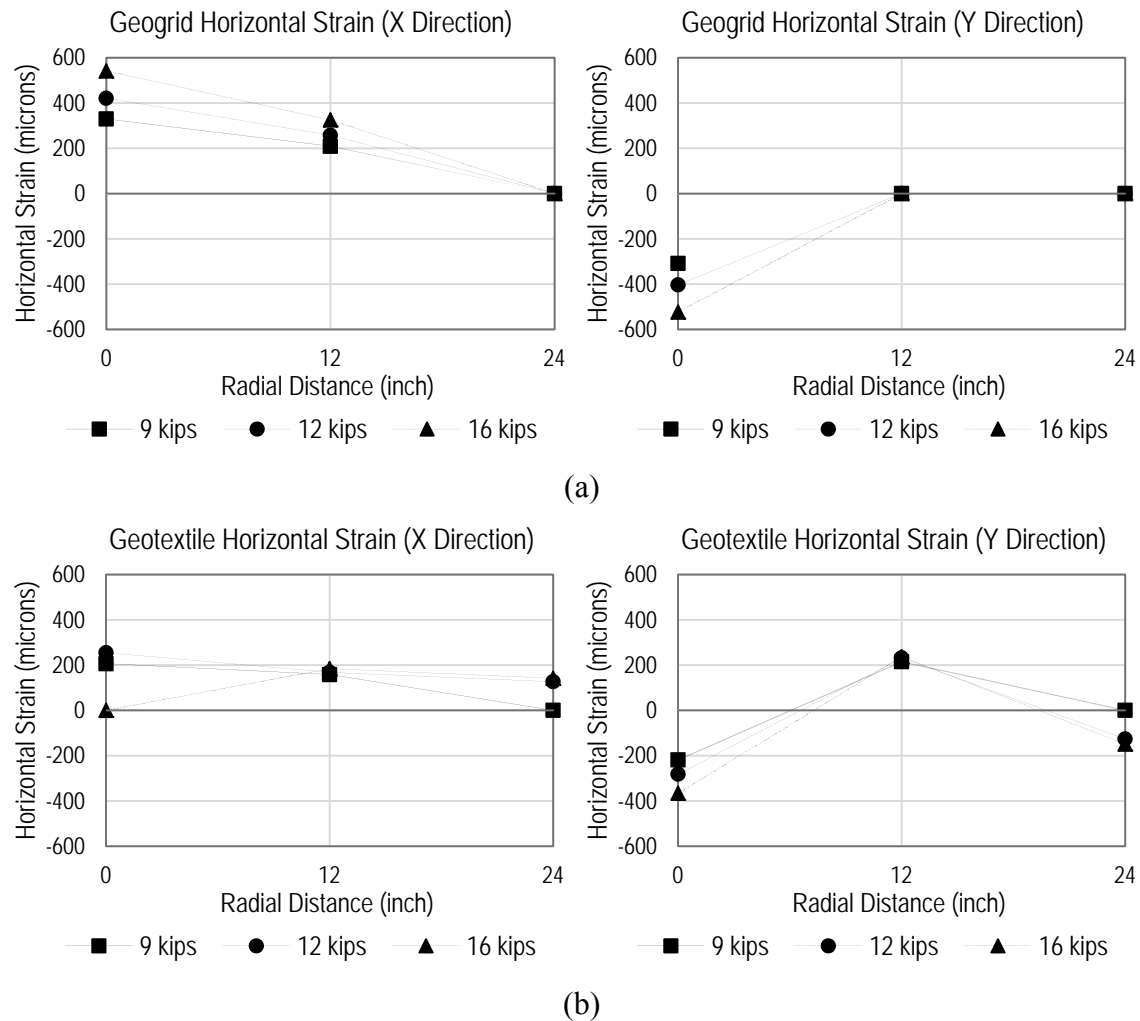 Geogrid Horizontal Strain (X Direction)
Horizontal Strain (microns)
600
400
200
0
-200
-400
-600
0 12 24
Radial Distance (inch)
9 kips 12 kips 16 kips
Geogrid Horizontal Strain (Y Direction)
Horizontal Strain (microns)
600
400
200
0
-200
-400
-600
0 12 24
Radial Distance (inch)
9 kips 12 kips 16 kips
(a)
Geotextile Horizontal Strain (X Direction)
Horizontal Strain (microns)
600
400
200
0
-200
-400
-600
0 12 24
Radial Distance (inch)
9 kips 12 kips 16 kips
Geotextile Horizontal Strain (Y Direction)
Horizontal Strain (microns)
600
400
200
0
-200
-400
-600
0 12 24
Radial Distance (inch)
9 kips 12 kips 16 kips
(b)